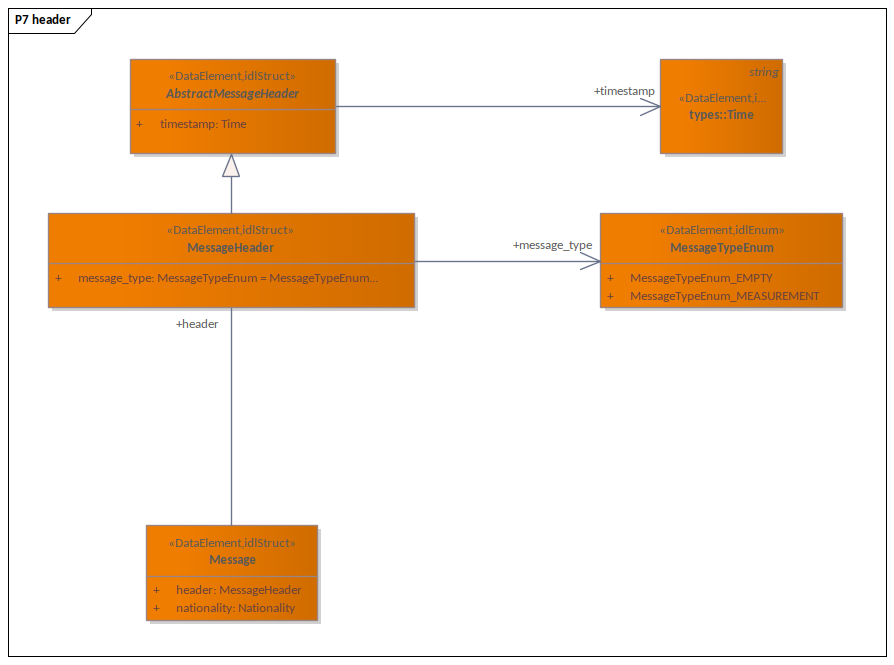 P7 header
«DataElement,idlStruct»
AbstractMessageHeader
+ timestamp: Time
+timestamp
string
«DataElement,i...
types::Time
«DataElement,idlStruct»
MessageHeader
+ message_type: MessageTypeEnum = MessageTypeEnum...
+message_type
«DataElement,idlEnum»
MessageTypeEnum
+ MessageTypeEnum_EMPTY
+ MessageTypeEnum_MEASUREMENT
+header
«DataElement,idlStruct»
Message
+ header: MessageHeader
+ nationality: Nationality